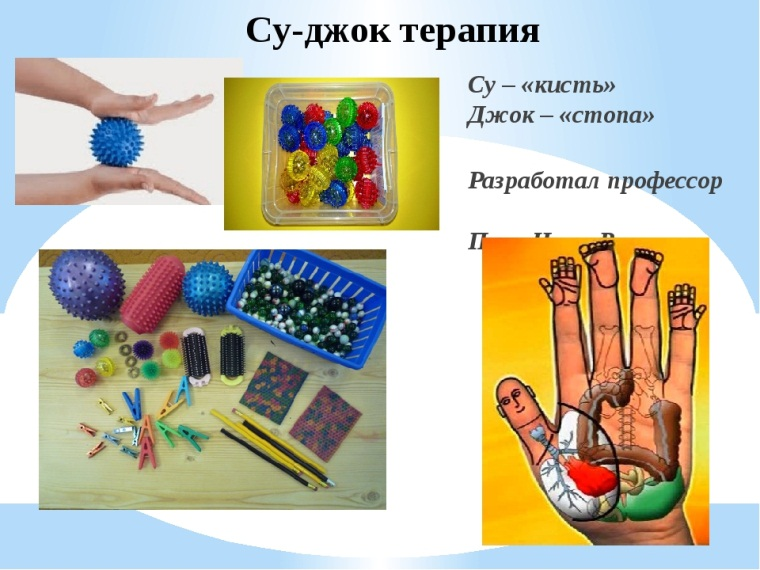 Су-джок терапия
Су – «кисть»
Джок – «стопа»
Разработал профессор